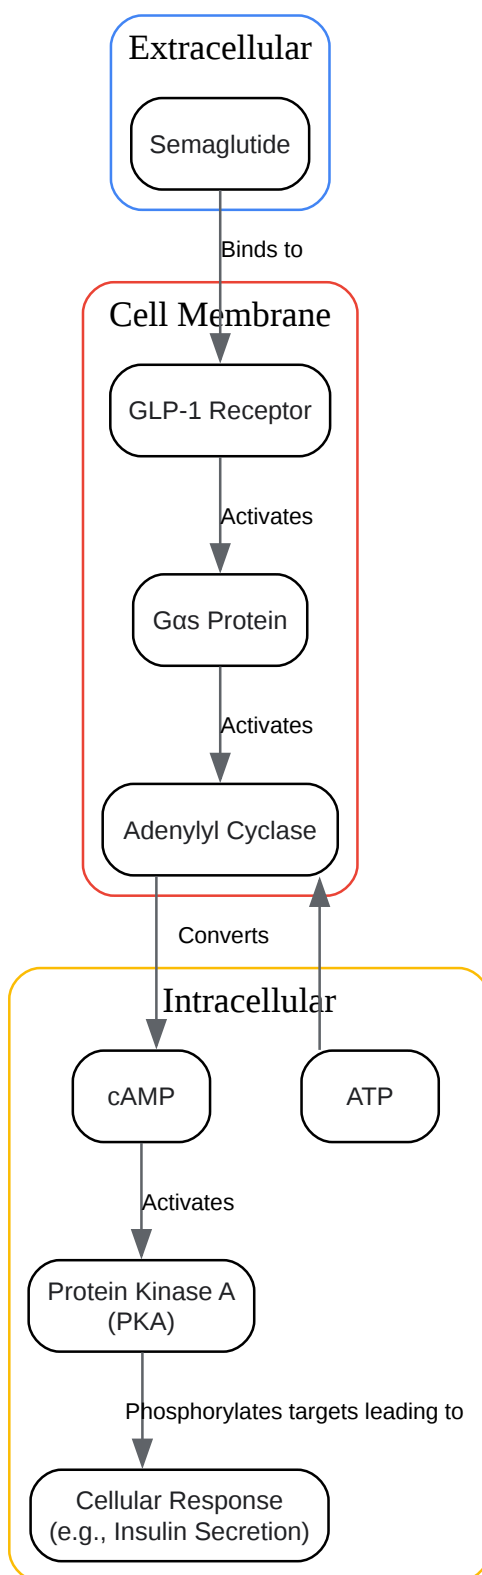 Extracellular
Semaglutide
Binds to
Cell Membrane
GLP-1 Receptor
Activates
Gαs Protein
Activates
Adenylyl Cyclase
Converts
Intracellular
cAMP
ATP
Activates
Protein Kinase A
(PKA)
Phosphorylates targets leading to
Cellular Response
(e.g., Insulin Secretion)